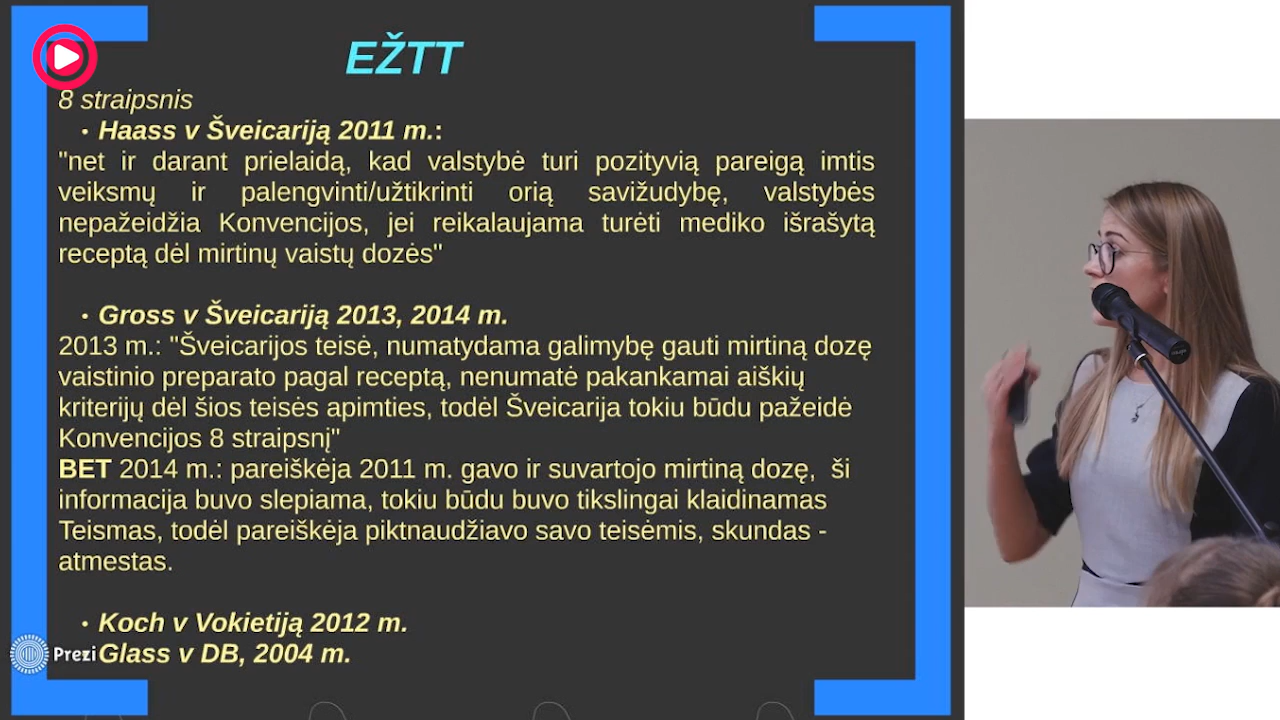 EŽTT
8 straipsnis
• Haass v Šveicariją 2011 m.:
"net ir darant prielaidą, kad valstybė turi pozityvią pareigą imtis
veiksmų ir palengvinti/užtikrinti orią savižudybę, valstybės
nepažeidžia Konvencijos, jei reikalaujama turėti mediko išrašytą
receptą dėl mirtinų vaistų dozės"
• Gross v Šveicariją 2013, 2014 m.
2013 m.: "Šveicarijos teisė, numatydama galimybę gauti mirtiną dozę
vaistinio preparato pagal receptą, nenumatė pakankamai aiškių
kriterijų dėl šios teisės apimties, todėl Šveicarija tokiu būdu pažeidė
Konvencijos 8 straipsnį"
BET 2014 m.: pareiškėja 2011 m. gavo ir suvartojo mirtiną dozę, ši
informacija buvo slepiama, tokiu būdu buvo tikslingai klaidinamas
Teismas, todėl pareiškėja piktnaudžiavo savo teisėmis, skundas -
atmestas.
• Koch v Vokietiją 2012 m.
• Glass v DB, 2004 m.
Prezi